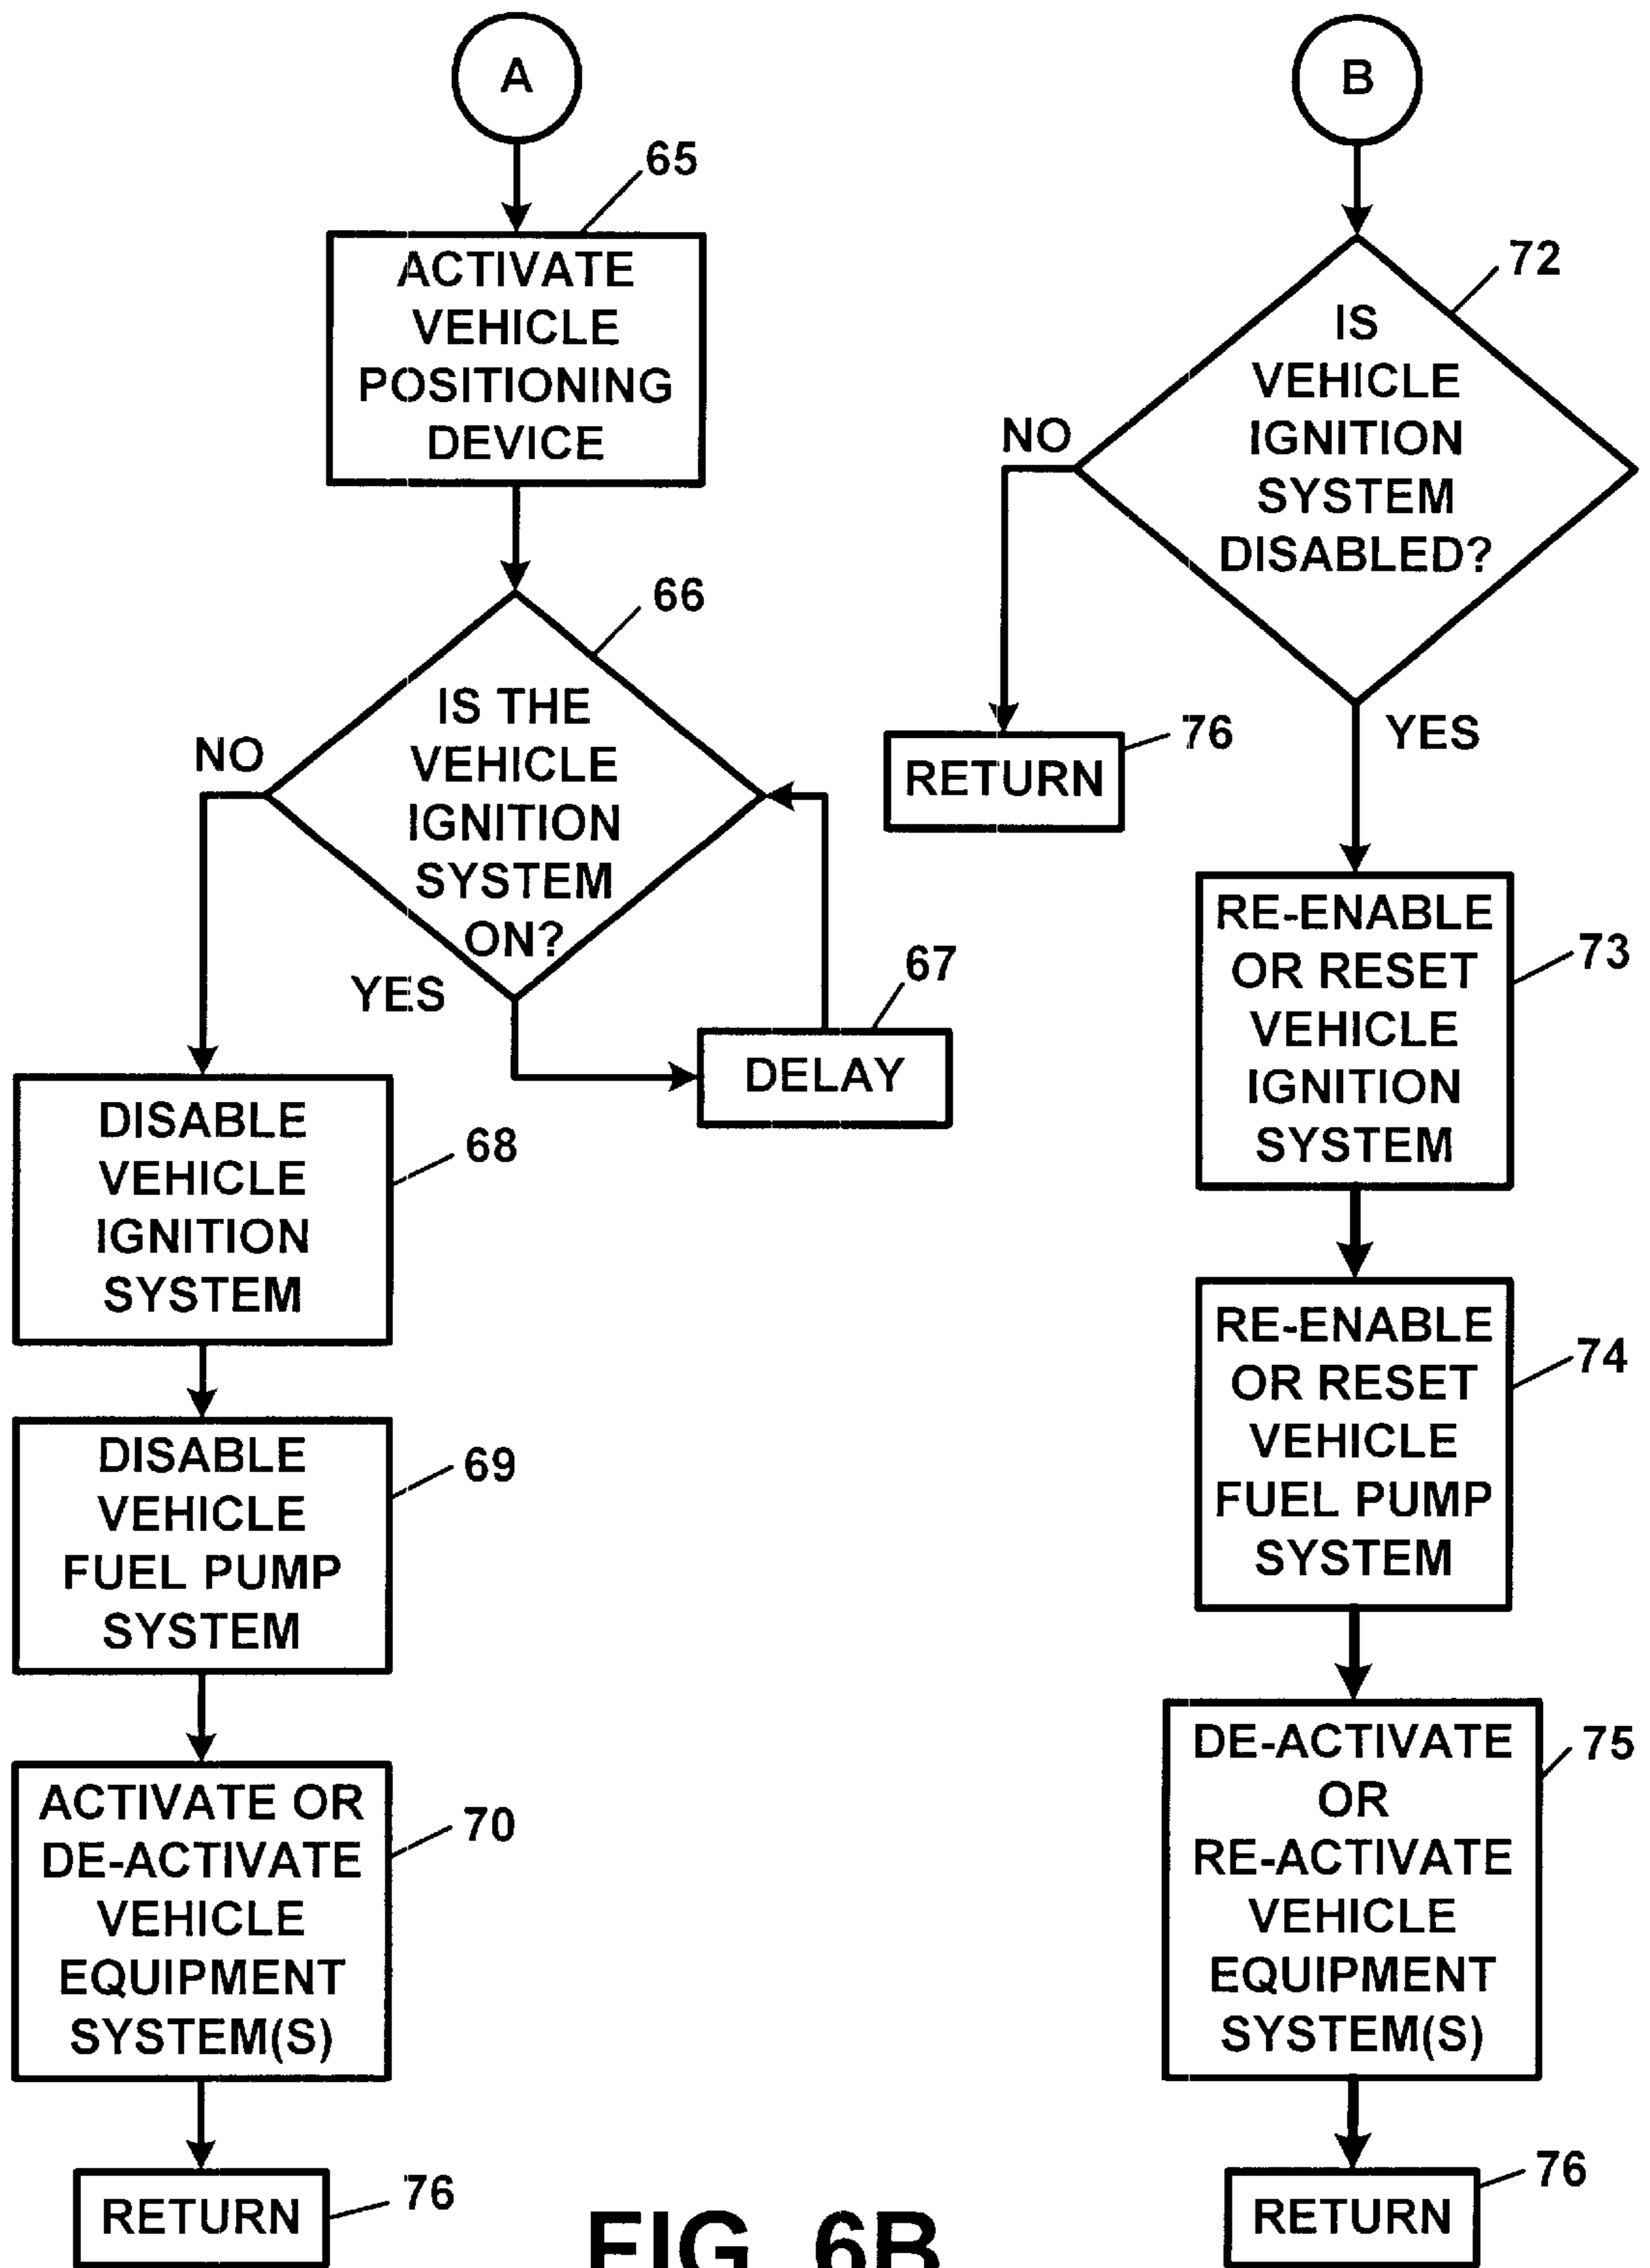 A
65
ACTIVATE
VEHICLE
POSITIONING
DEVICE
66
IS THE
VEHICLE
IGNITION
SYSTEM
ON?
NO
YES
67
DELAY
DISABLE
VEHICLE
IGNITION
SYSTEM
68
DISABLE
VEHICLE
FUEL PUMP
SYSTEM
69
ACTIVATE OR
DE-ACTIVATE
VEHICLE
EQUIPMENT
SYSTEM(S)
70
RETURN
76
B
72
IS
VEHICLE
IGNITION
SYSTEM
DISABLED?
NO
76
RETURN
YES
RE-ENABLE
OR RESET
VEHICLE
IGNITION
SYSTEM
73
RE-ENABLE
OR RESET
VEHICLE
FUEL PUMP
SYSTEM
74
DE-ACTIVATE
OR
RE-ACTIVATE
VEHICLE
EQUIPMENT
SYSTEM(S)
75
RETURN
76
FIG. 6B